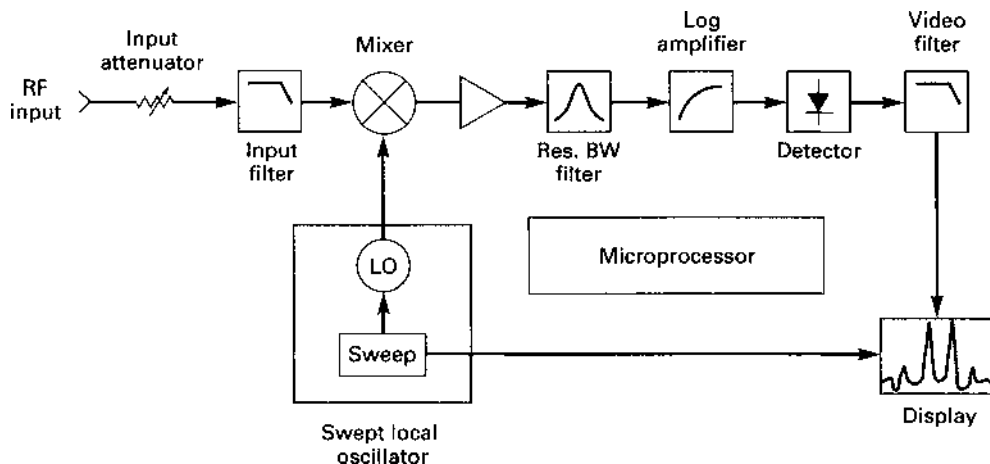 Input
attenuator
Mixer
Log
amplifier
Video
filter
RF
input
Input
filter
Res. BW
filter
Detector
LO
Sweep
Microprocessor
Swept local
oscillator
Display